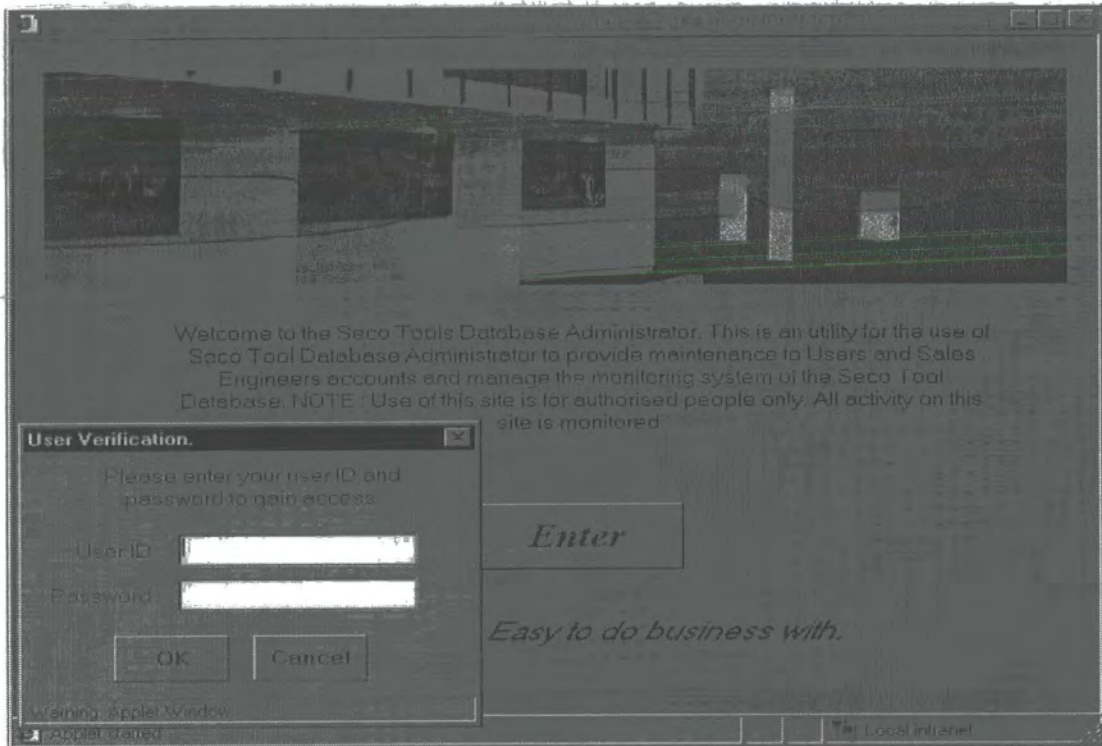 Welcome to the Seco Tools Database Administrator. This is an utility for the use of
Seco Tool Database Administrator to provide maintenance to Users and Sales
Engineers accounts and manage the monitoring system of the Seco Tool
Database. NOTE : Use of this site is for authorised people only. All activity on this
site is monitored
User Verification.
Please enter your user ID and
password to gain access
User ID
Password
OK
Cancel
Warning: Applet Window
Enter
Easy to do business with.
Applet started
Local intranet